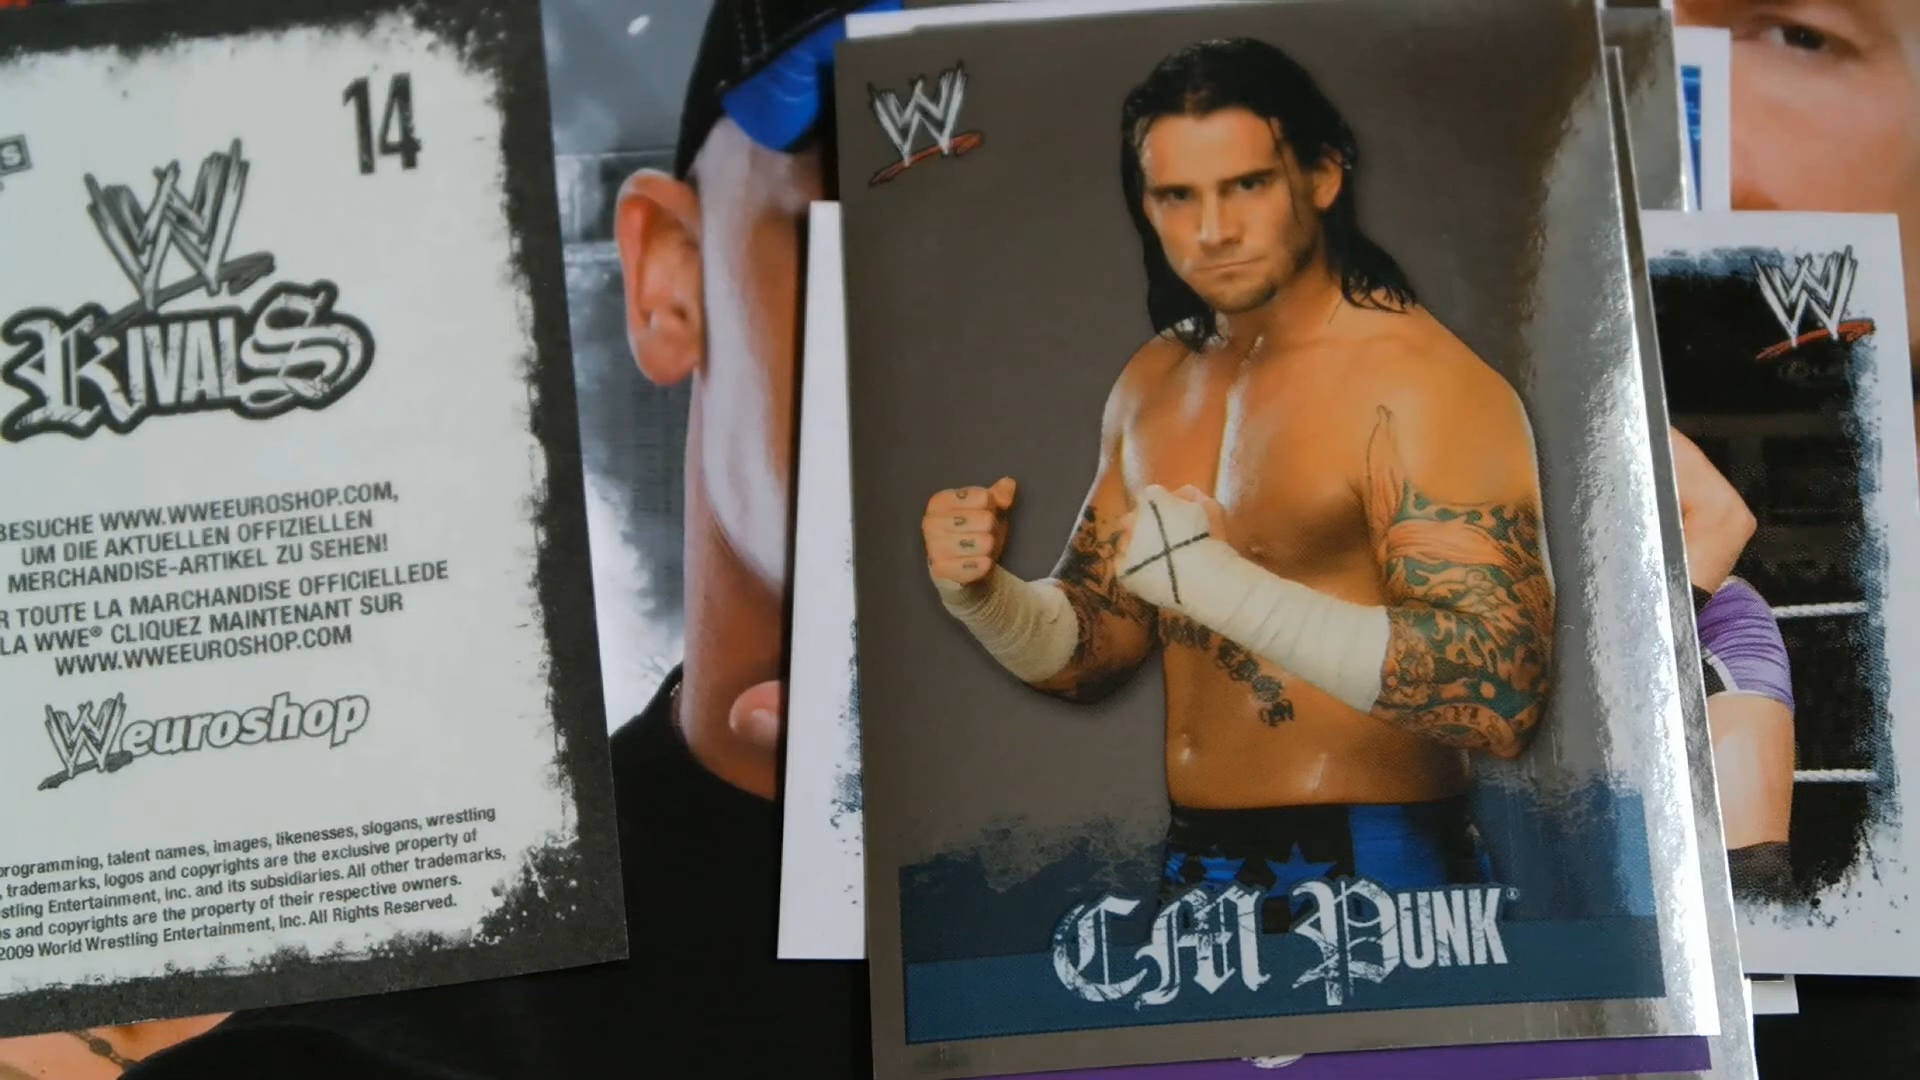 14
W
RIVALS
BESUCHE WWW.WWEEUROSHOP.COM,
UM DIE AKTUELLEN OFFIZIELLEN
MERCHANDISE-ARTIKEL ZU SEHEN!
R TOUTE LA MARCHANDISE OFFICIELLEDE
LA WWE® CLIQUEZ MAINTENANT SUR
WWW.WWEEUROSHOP.COM
W euroshop
programming, talent names, images, likenesses, slogans, wrestling
, trademarks, logos and copyrights are the exclusive property of
stling Entertainment, Inc. and its subsidiaries. All other trademarks,
s and copyrights are the property of their respective owners.
2009 World Wrestling Entertainment, Inc. All Rights Reserved.
W
X
EDGE
CM PUNK
W